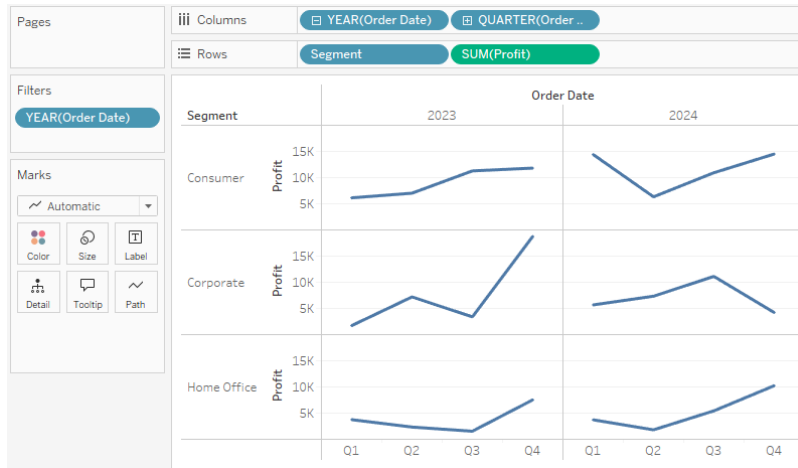 Pages
Columns
YEAR(Order Date)
QUARTER(Order ..
Rows
Segment
SUM(Profit)
Filters
YEAR(Order Date)
Marks
Automatic
Color
Size
Label
Detail
Tooltip
Path
Order Date
Segment
2023
2024
Consumer
Profit
15K
10K
5K
Corporate
Profit
15K
10K
5K
Home Office
Profit
15K
10K
5K
Q1 Q2 Q3 Q4 Q1 Q2 Q3 Q4